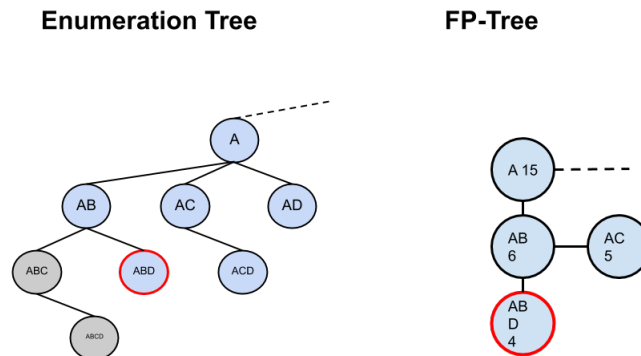 Enumeration Tree
FP-Tree
A
AB
AC
AD
ABC
ABD
ACD
ABCD
A 15
AB
6
AC
5
AB
D
4